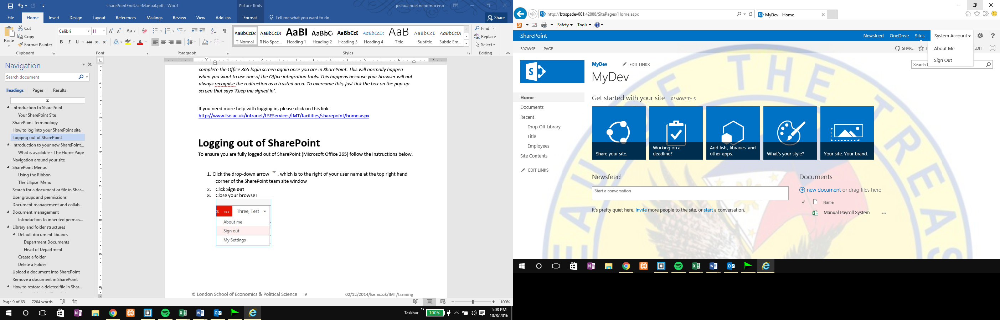 sharePointEndUserManual.pdf - Word
Picture Tools
joshua noel nepomuceno
File Home Insert Design Layout References Mailings Review View Add-ins Format Tell me what you want to do Share
Paste
Cut
Copy
Format Painter
Clipboard
Calibri 11
Font
Paragraph
AaBbCcDc AaBbCcDc AaBl AaBbC AaBbCcE AaBbCcDc AaB AaBbCcD AaBbCcDc
¶ Normal ¶ No Spac... Heading 1 Heading 2 Heading 3 Heading 4 Title Subtitle Subtle Em...
Styles
Find
Replace
Select
Editing
Navigation
Search document
Headings Pages Results
Introduction to SharePoint
Your SharePoint Site
SharePoint Terminology
How to log into your SharePoint site
Logging out of SharePoint
Introduction to your new SharePoint...
What is available - The Home Page
Navigation around your site
SharePoint Menus
Using the Ribbon
The Ellipse Menu
Search for a document or file in Shar...
User groups and permissions
Document management and collab...
Document management
Introduction to inherited permiss...
Library and folder structures
Default document libraries
Department Documents
Head of Department
Create a folder
Delete a Folder
Upload a document into SharePoint
Remove a document in SharePoint
How to restore a deleted file in Shar...
complete the Office 365 login screen again once you are in SharePoint. This will normally happen
when you want to use one of the Office integration tools. This happens because your browser will not
always recognise the redirection as a trusted area. To overcome this, just tick the box on the pop-up
screen that says ‘Keep me signed in’.
If you need more help with logging in, please click on this link
http://www.lse.ac.uk/intranet/LSEServices/IMT/facilities/sharepoint/home.aspx
Logging out of SharePoint
To ensure you are fully logged out of SharePoint (Microsoft Office 365) follow the instructions below.
1. Click the drop-down arrow , which is to the right of your user name at the top right hand
corner of the SharePoint team site window
2. Click Sign out
3. Close your browser
s ... Three, Test
About me
Sign out
My Settings
© London School of Economics & Political Science 9 02/12/2014/lse.ac.uk/IMT/training
Page 9 of 63 7204 words 100%
Taskbar 100% 5:08 PM
10/8/2016
http://btrspsdev001:42888/SitePages/Home.aspx
MyDev - Home
Safety Tools
SharePoint
Newsfeed OneDrive Sites System Account
About Me
Sign Out
BROWSE PAGE
SHARE F EDIT
MyDev EDIT LINKS
MyDev
Search t
Home
Documents
Recent
Drop Off Library
Title
Employees
Site Contents
EDIT LINKS
Get started with your site REMOVE THIS
Share your site.
Working on a
deadline?
Add lists, libraries, and
other apps.
What's your style?
Your site. Your brand.
Newsfeed
Start a conversation
It's pretty quiet here. Invite more people to the site, or start a conversation.
Documents
new document or drag files here
Name
Manual Payroll System ...
EAU OF THE TREAS